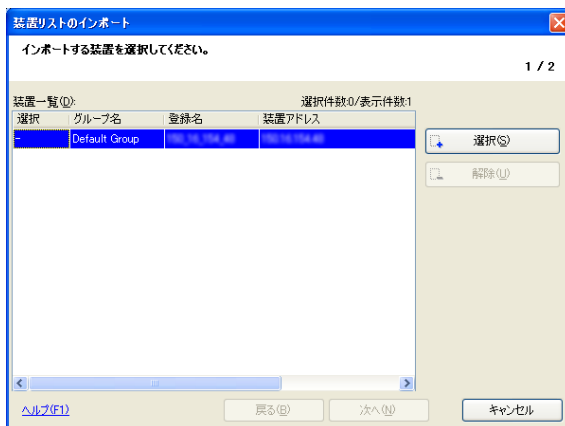 装置リストのインポート
インポートする装置を選択してください。
1 / 2
装置一覧(D): 選択件数:0/表示件数:1
選択 グループ名 登録名 装置アドレス
- Default Group
選択(S)
解除(U)
ヘルプ(F1) 戻る(B) 次へ(N) キャンセル